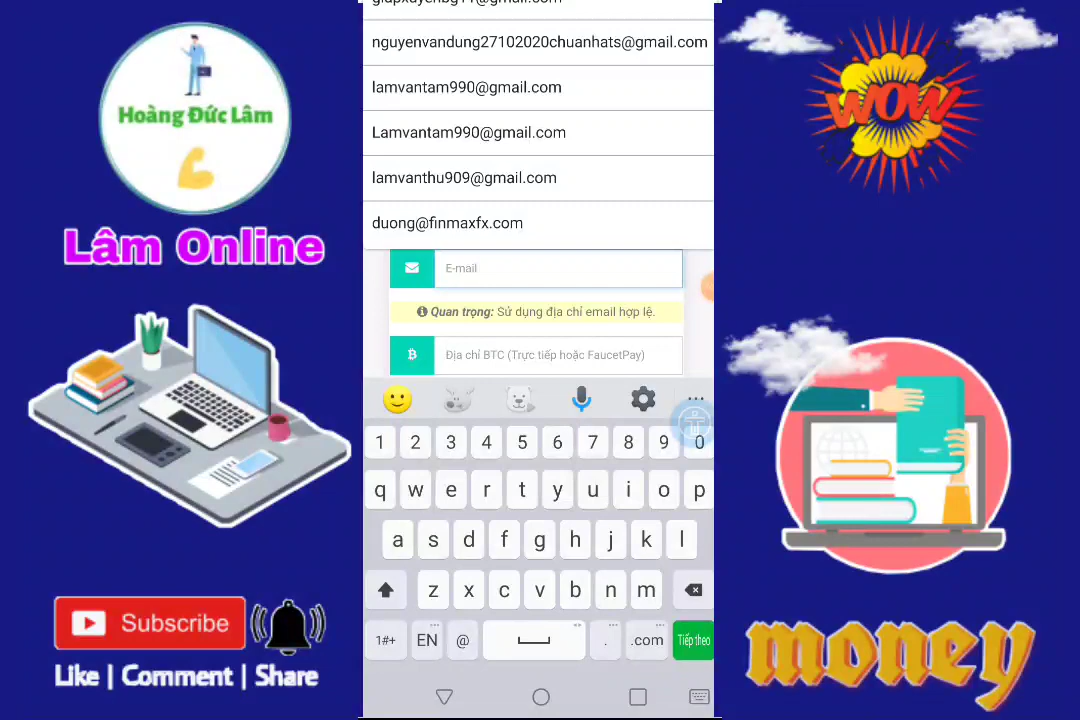 Hoàng Đức Lâm
Lâm Online
Subscribe
Like | Comment | Share
giapxuyenbg11@gmail.com
nguyenvandung27102020chuanhats@gmail.com
lamvantam990@gmail.com
Lamvantam990@gmail.com
lamvanthu909@gmail.com
duong@finmaxfx.com
E-mail
Quan trọng: Sử dụng địa chỉ email hợp lệ.
Địa chỉ BTC (Trực tiếp hoặc FaucetPay)
1 2 3 4 5 6 7 8 9 0
q w e r t y u i o p
a s d f g h j k l
z x c v b n m
1#+ EN @ . .com Tiếp theo
WOW
money